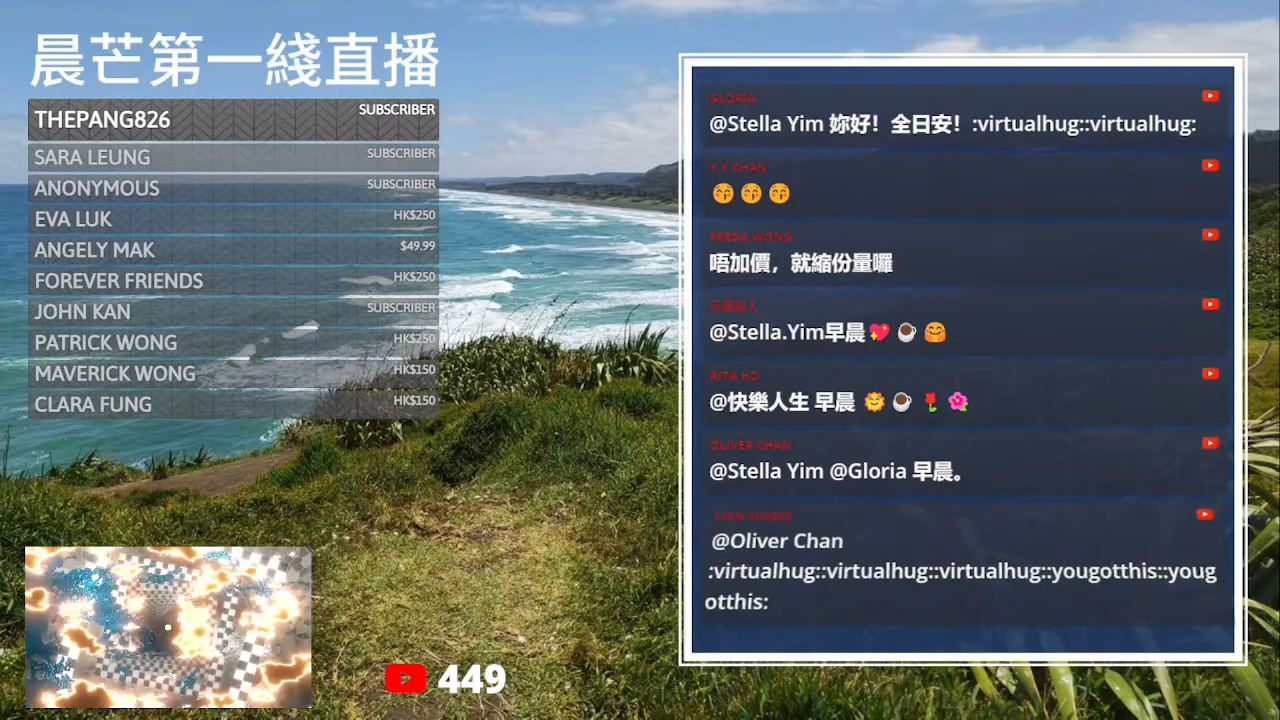 晨芒第一綫直播
THEPANG826 SUBSCRIBER
SARA LEUNG SUBSCRIBER
ANONYMOUS SUBSCRIBER
EVA LUK HK$250
ANGELY MAK $49.99
FOREVER FRIENDS HK$250
JOHN KAN SUBSCRIBER
PATRICK WONG HK$250
MAVERICK WONG HK$150
CLARA FUNG HK$150
449
GLORIA
@Stella Yim 妳好！全日安！:virtualhug::virtualhug:
Y.Y CHAN
😚😚😚
FREDA WONG
唔加價，就縮份量囉
@Stella.Yim早晨💖☕🤗
RITA HO
@快樂人生 早晨 🌞☕🌷🌺
OLIVER CHAN
@Stella Yim @Gloria 早晨。
LION KINGER
@Oliver Chan
:virtualhug::virtualhug::virtualhug::yougotthis::youg
otthis: